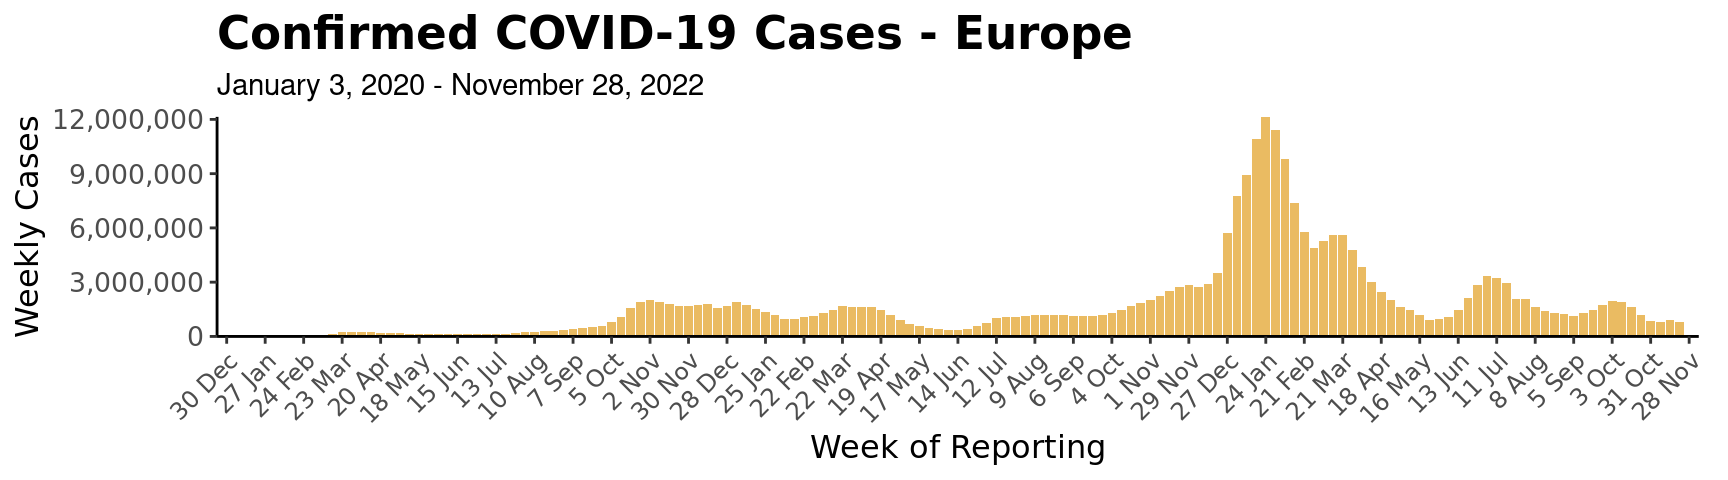 Confirmed COVID-19 Cases - Europe
January 3, 2020 - November 28, 2022
Weekly Cases
12,000,000
9,000,000
6,000,000
3,000,000
0
30 Dec
27 Jan
24 Feb
23 Mar
20 Apr
18 May
15 Jun
13 Jul
10 Aug
7 Sep
5 Oct
2 Nov
30 Nov
28 Dec
25 Jan
22 Feb
22 Mar
19 Apr
17 May
14 Jun
12 Jul
9 Aug
6 Sep
4 Oct
1 Nov
29 Nov
27 Dec
24 Jan
21 Feb
21 Mar
18 Apr
16 May
13 Jun
11 Jul
8 Aug
5 Sep
3 Oct
31 Oct
28 Nov
Week of Reporting